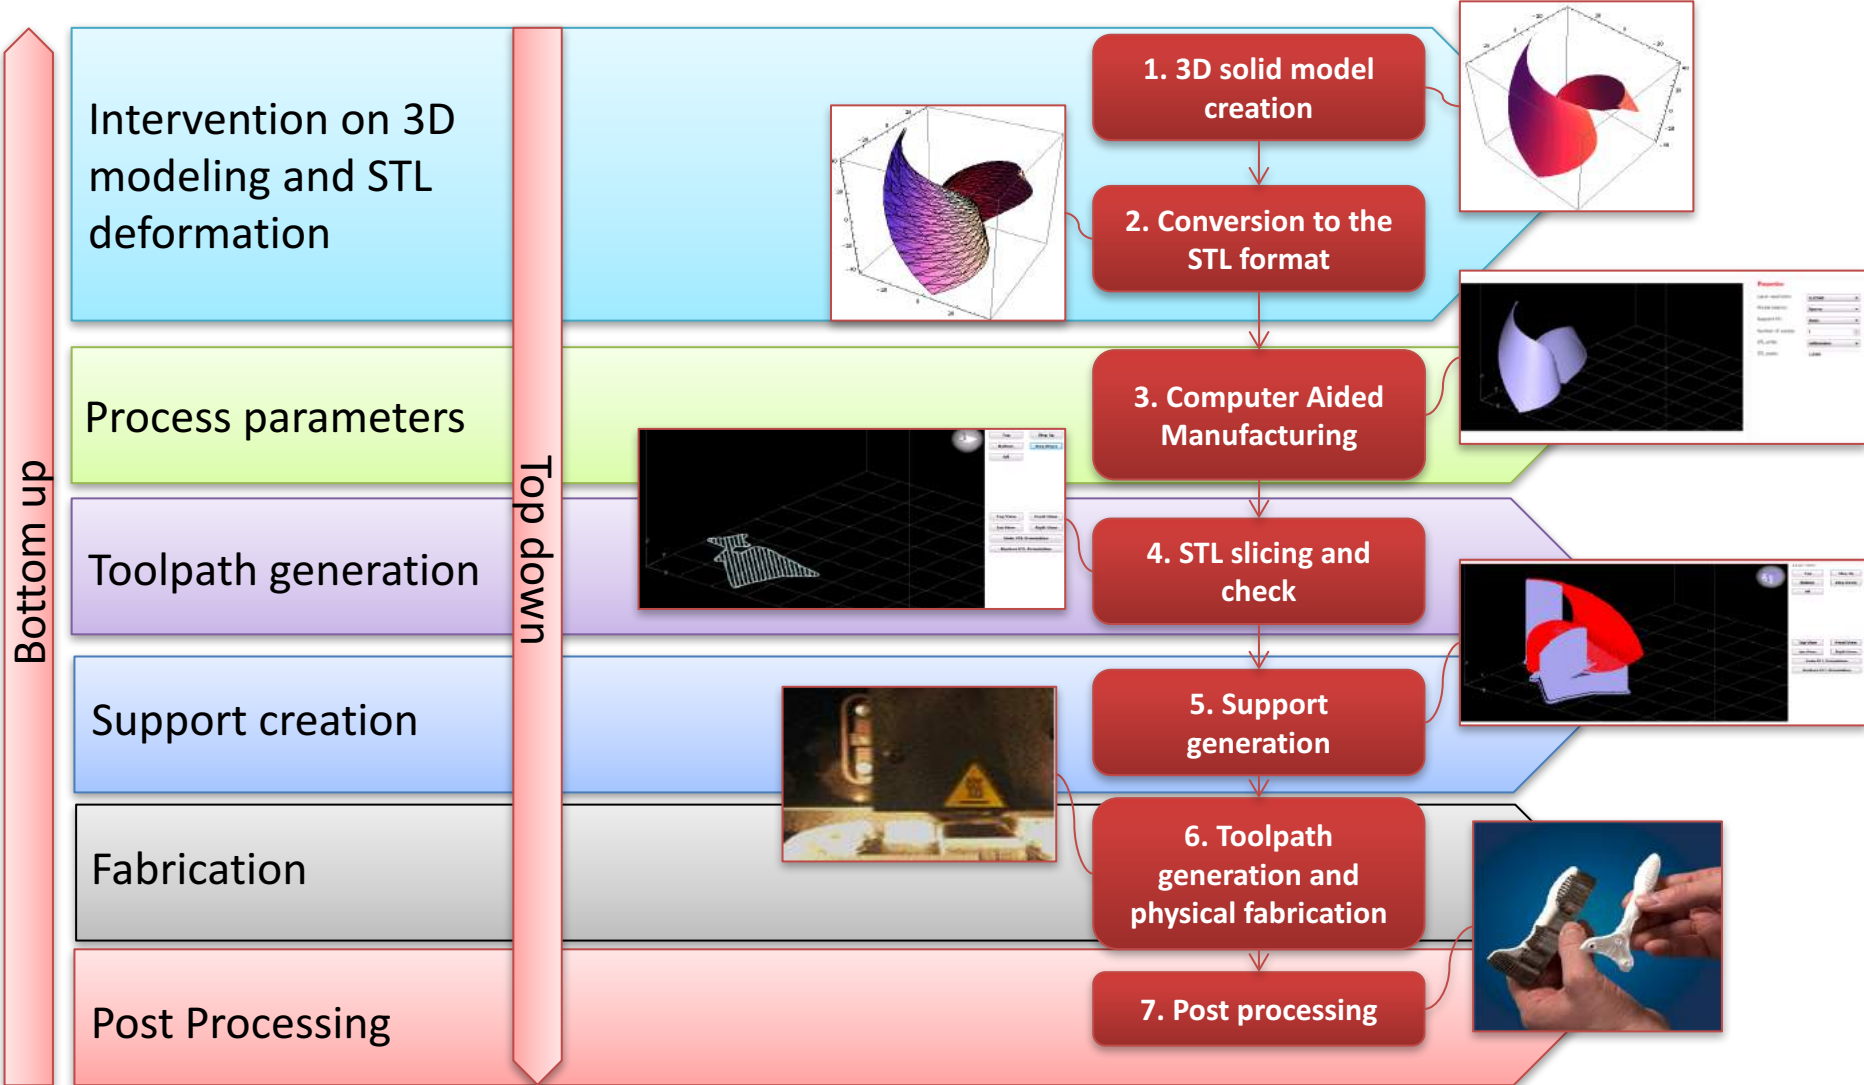 Bottom up
Top down
Intervention on 3D
modeling and STL
deformation
1. 3D solid model
creation
2. Conversion to the
STL format
Process parameters
3. Computer Aided
Manufacturing
Toolpath generation
4. STL slicing and
check
Support creation
5. Support
generation
Fabrication
6. Toolpath
generation and
physical fabrication
Post Processing
7. Post processing